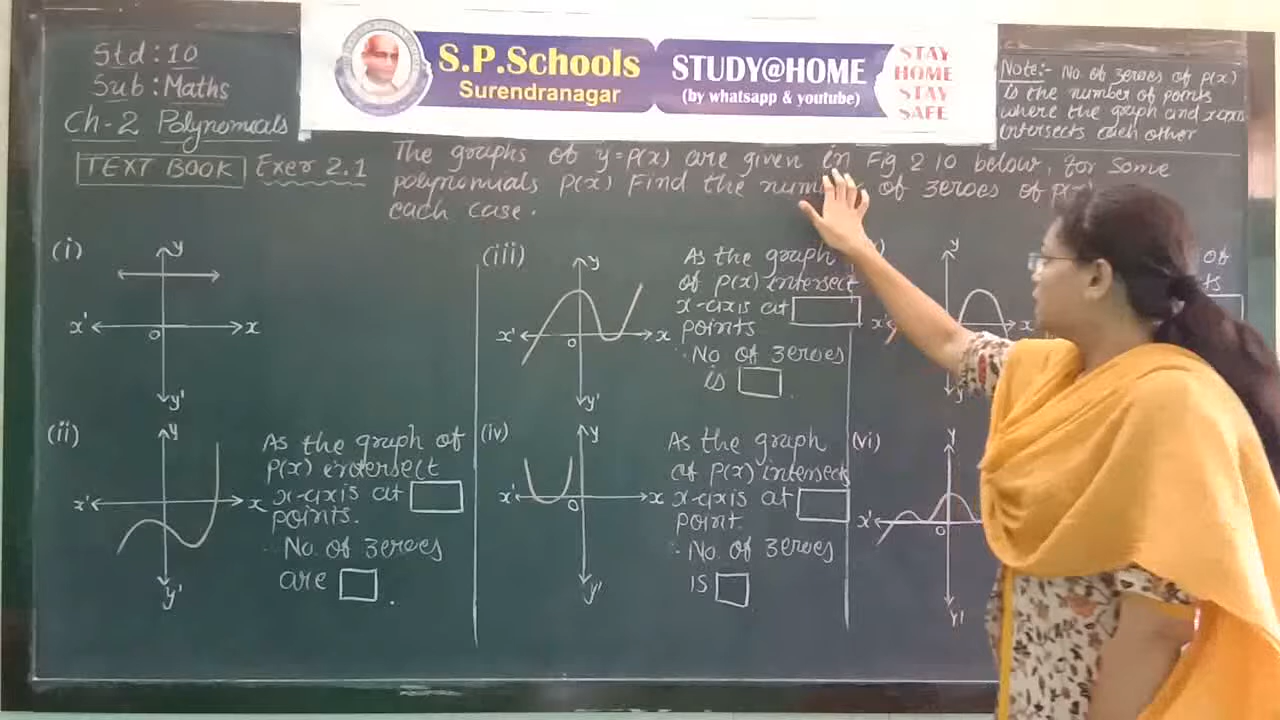 Std : 10
Sub : Maths
Ch-2 Polynomials
TEXT BOOK Exer 2.1
S.P.Schools
Surendranagar
STUDY@HOME
(by whatsapp & youtube)
STAY
HOME
STAY
SAFE
Note:- No. of zeroes of p(x)
is the number of points
where the graph and x-axis
intersects each other
The graphs of y=p(x) are given in Fig 2 10 below, for some
polynomials p(x) Find the number of zeroes of
each case.
(i)
y
x'
x
o
y'
(ii)
y
x'
x
y'
As the graph of
p(x) intersect
x-axis at
points.
No. of zeroes
are .
(iii)
y
x'
x
o
y'
As the graph
of p(x) intersect
x-axis at
points
∴ No. of zeroes
is .
(iv)
y
x'
x
o
y'
As the graph
of p(x) intersects
x-axis at
point.
∴ No. of zeroes
is
y
x'
x
y'
of
ts
(vi)
y
x'
o
y'